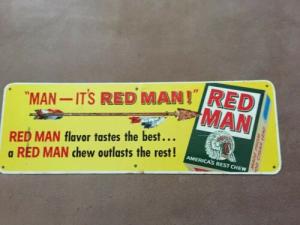 "MAN — IT'S RED MAN!"
RED MAN flavor tastes the best...
a RED MAN chew outlasts the rest!
RED
MAN
AMERICA'S BEST CHEW